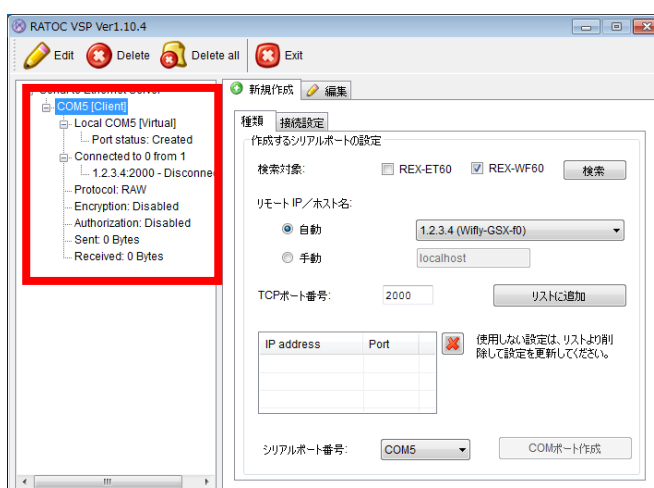 RATOC VSP Ver1.10.4
Edit Delete Delete all Exit
COM5 [Client]
Local COM5 [Virtual]
Port status: Created
Connected to 0 from 1
1.2.3.4:2000 - Disconne
Protocol: RAW
Encryption: Disabled
Authorization: Disabled
Sent: 0 Bytes
Received: 0 Bytes
新規作成 編集
種類 接続設定
作成するシリアルポートの設定
検索対象: REX-ET60 REX-WF60 検索
リモート IP/ホスト名:
自動 1.2.3.4 (Wifly-GSX-f0)
手動 localhost
TCPポート番号: 2000 リストに追加
IP address Port
使用しない設定は、リストより削
除して設定を更新してください。
シリアルポート番号: COM5 COMポート作成